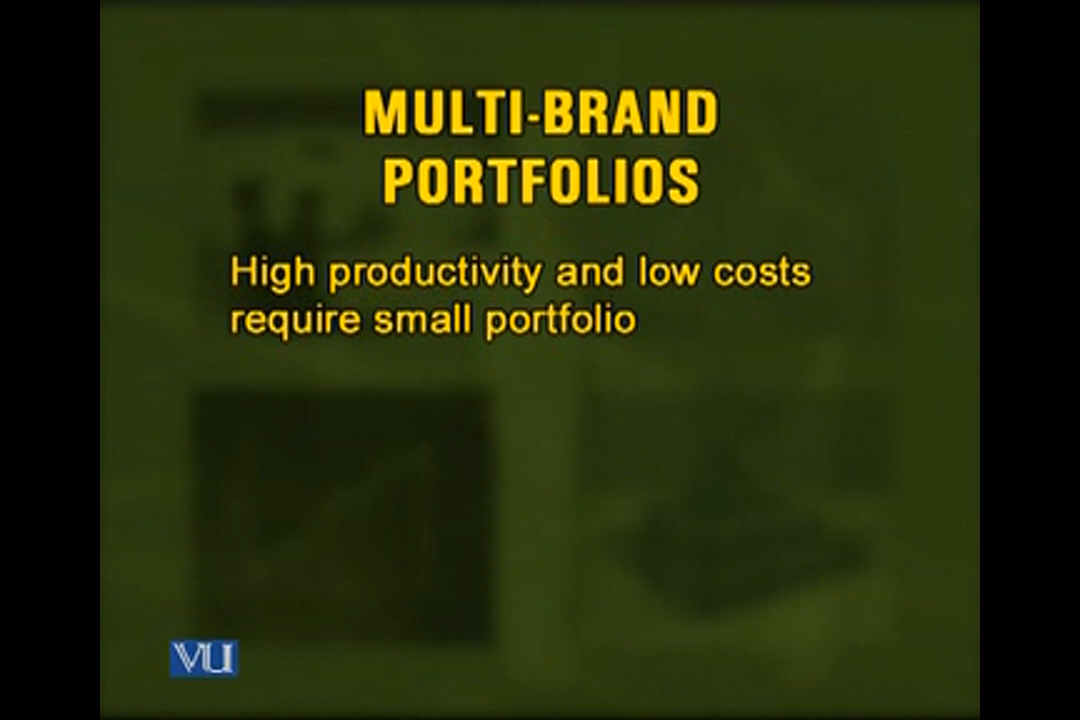 MULTI-BRAND
PORTFOLIOS
High productivity and low costs
require small portfolio
VU